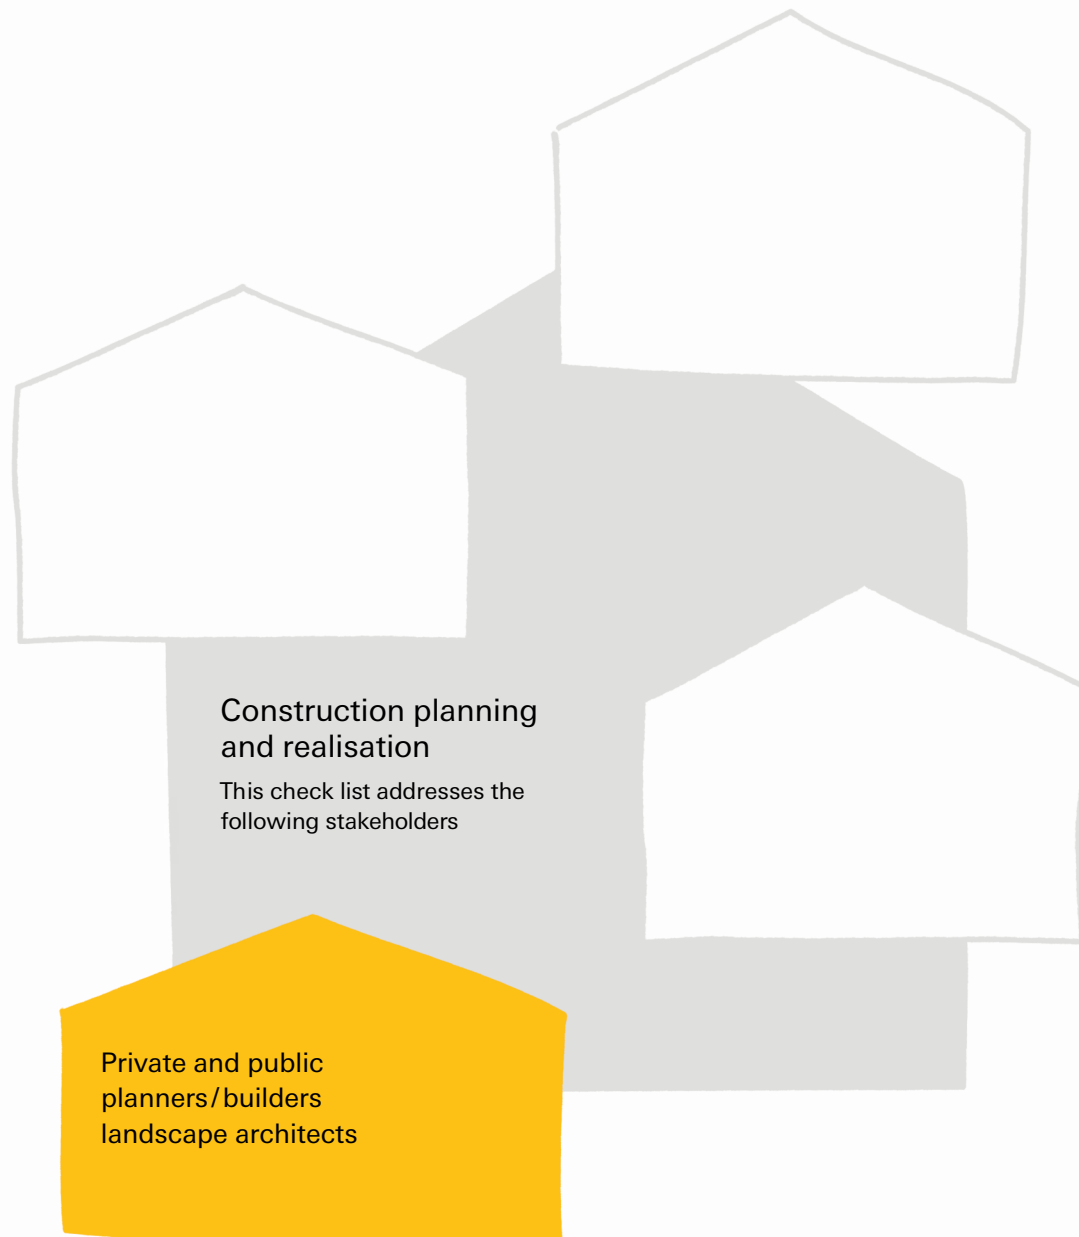 Construction planning
and realisation
This check list addresses the
following stakeholders
Private and public
planners/builders
landscape architects